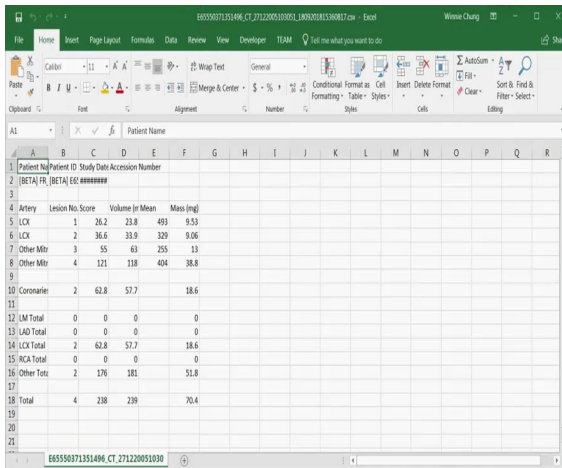 E65550371351496_CT_27122005103051_1809201815360817.csv - Excel
Winnie Chung
File Home Insert Page Layout Formulas Data Review View Developer TEAM Tell me what you want to do Sha
Calibri 11 Wrap Text General AutoSum
Paste B I U Merge & Center Conditional Formatting Format as Table Cell Styles Insert Delete Format Fill Clear Sort & Filter Find & Select
Clipboard Font Alignment Number Styles Cells Editing
A1 fx Patient Name
A B C D E F G H I J K L M N O P Q R
1 Patient Na Patient ID Study Date Accession Number
2 [BETA] FR [BETA] E6 ########
3
4 Artery Lesion No. Score Volume (m Mean Mass (mg)
5 LCX 1 26.2 23.8 493 9.53
6 LCX 2 36.6 33.9 329 9.06
7 Other Mitr 3 55 63 255 13
8 Other Mitr 4 121 118 404 38.8
9
10 Coronaries 2 62.8 57.7 18.6
11
12 LM Total 0 0 0 0
13 LAD Total 0 0 0 0
14 LCX Total 2 62.8 57.7 18.6
15 RCA Total 0 0 0 0
16 Other Tota 2 176 181 51.8
17
18 Total 4 238 239 70.4
19
20
21
E65550371351496_CT_271220051030